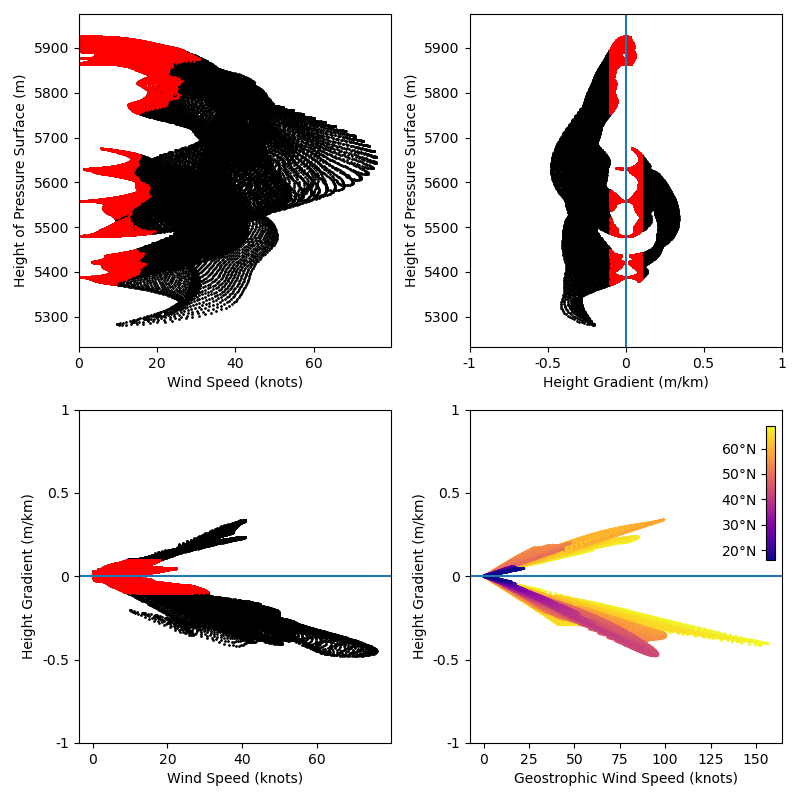 Height of Pressure Surface (m)
5900
5800
5700
5600
5500
5400
5300
0 20 40 60
Wind Speed (knots)
Height of Pressure Surface (m)
5900
5800
5700
5600
5500
5400
5300
-1 -0.5 0 0.5 1
Height Gradient (m/km)
Height Gradient (m/km)
1
0.5
0
-0.5
-1
0 20 40 60
Wind Speed (knots)
Height Gradient (m/km)
1
0.5
0
-0.5
-1
60°N
50°N
40°N
30°N
20°N
0 25 50 75 100 125 150
Geostrophic Wind Speed (knots)